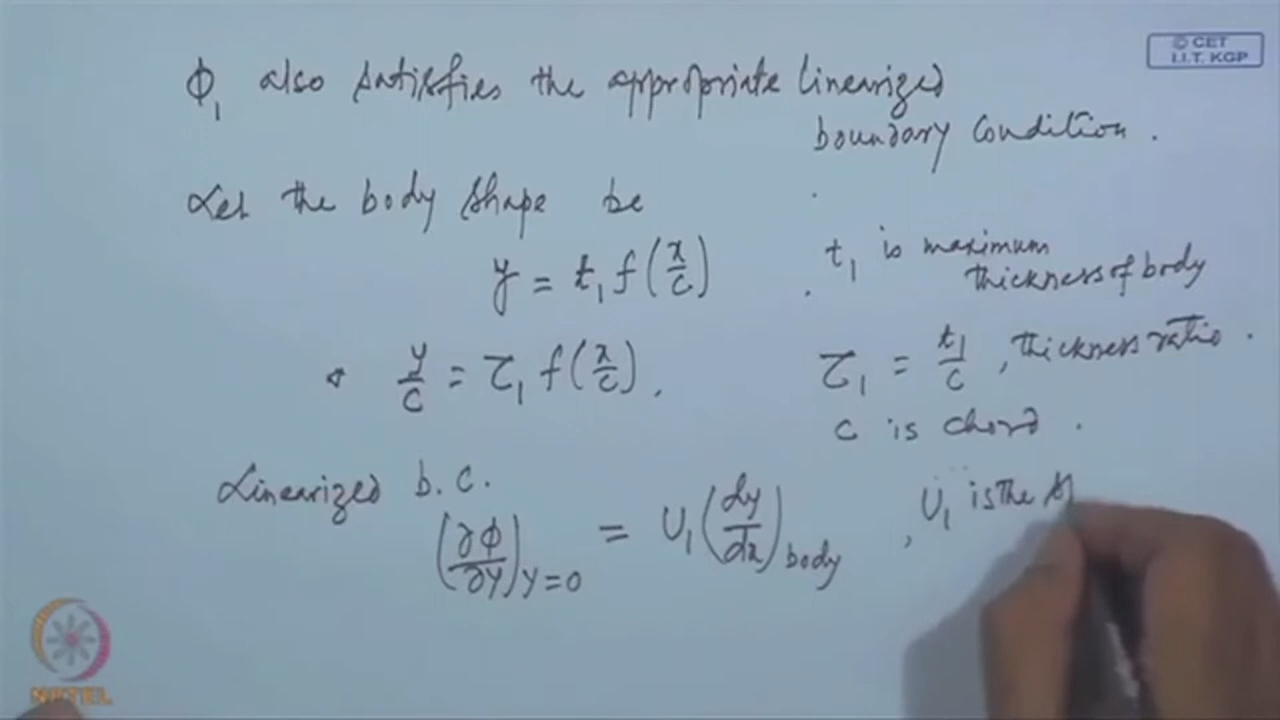 © CET
I.I.T. KGP
ϕ₁ also satisfies the appropriate linearized
boundary condition.
Let the body shape be
y = t₁ f(x/c)
t₁ is maximum
thickness of body
y/c = τ₁ f(x/c),
τ₁ = t₁/c, thickness ratio.
c is chord.
Linearized b.c.
(∂ϕ/∂y)y=0 = U₁(dy/dx)body, U₁ is the
NPTEL